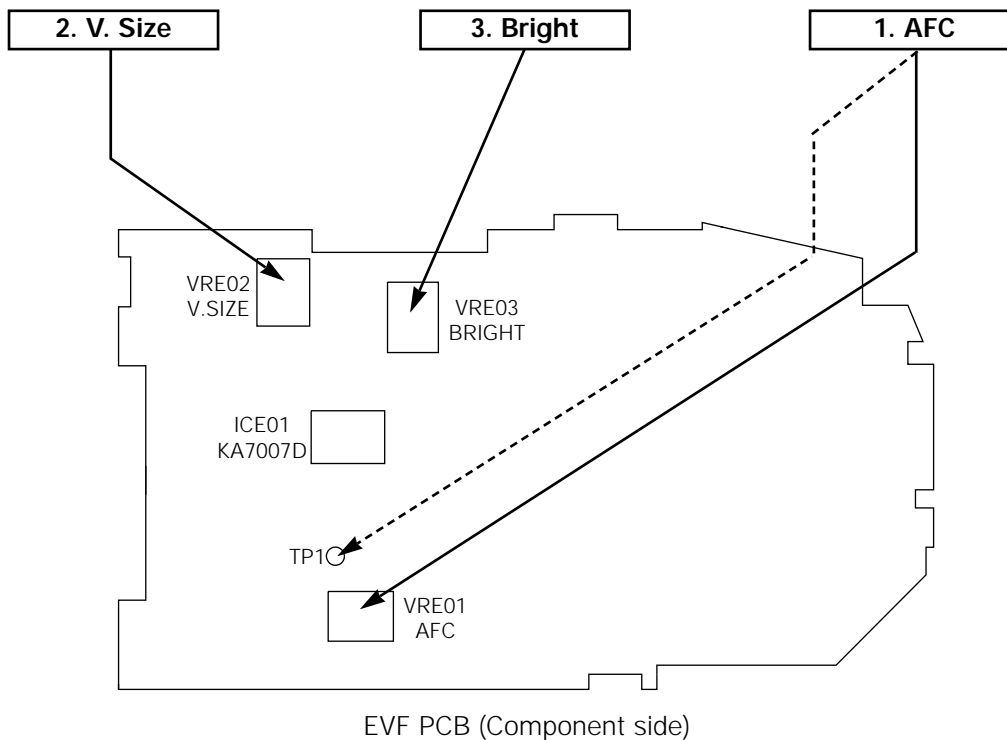 2. V. Size
3. Bright
1. AFC
VRE02
V.SIZE
VRE03
BRIGHT
ICE01
KA7007D
TP1
VRE01
AFC
EVF PCB (Component side)